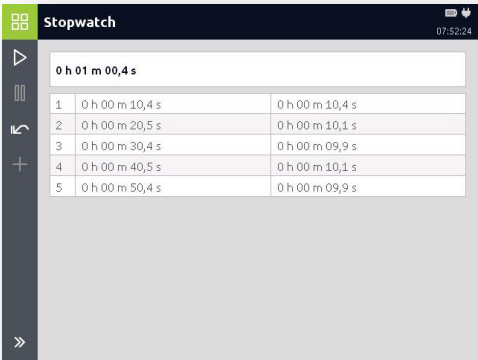 Stopwatch
07:52:24
0 h 01 m 00,4 s
1 0 h 00 m 10,4 s 0 h 00 m 10,4 s
2 0 h 00 m 20,5 s 0 h 00 m 10,1 s
3 0 h 00 m 30,4 s 0 h 00 m 09,9 s
4 0 h 00 m 40,5 s 0 h 00 m 10,1 s
5 0 h 00 m 50,4 s 0 h 00 m 09,9 s